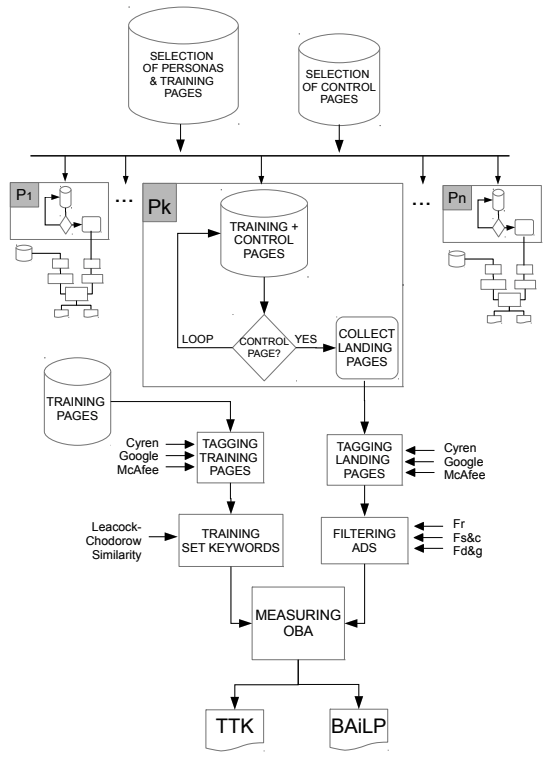 SELECTION
OF PERSONAS
& TRAINING
PAGES
SELECTION
OF CONTROL
PAGES
P1
...
Pk
...
Pn
TRAINING +
CONTROL
PAGES
LOOP
CONTROL
PAGE?
YES
COLLECT
LANDING
PAGES
TRAINING
PAGES
Cyren
Google
McAfee
TAGGING
TRAINING
PAGES
TAGGING
LANDING
PAGES
Cyren
Google
McAfee
Leacock-
Chodorow
Similarity
TRAINING
SET KEYWORDS
FILTERING
ADS
Fr
Fs&c
Fd&g
MEASURING
OBA
TTK
BAiLP